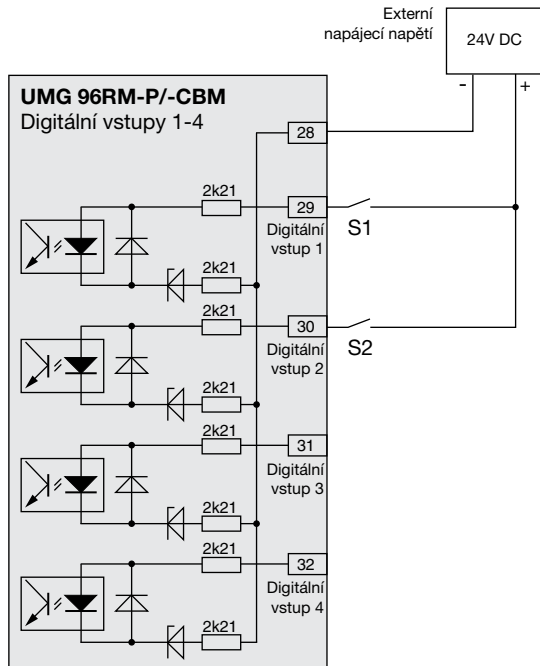 Externí
napájecí napětí
24V DC
- +
UMG 96RM-P/-CBM
Digitální vstupy 1-4
28
2k21
29
Digitální
vstup 1
S1
2k21
2k21
30
Digitální
vstup 2
S2
2k21
2k21
31
Digitální
vstup 3
2k21
2k21
32
Digitální
vstup 4
2k21